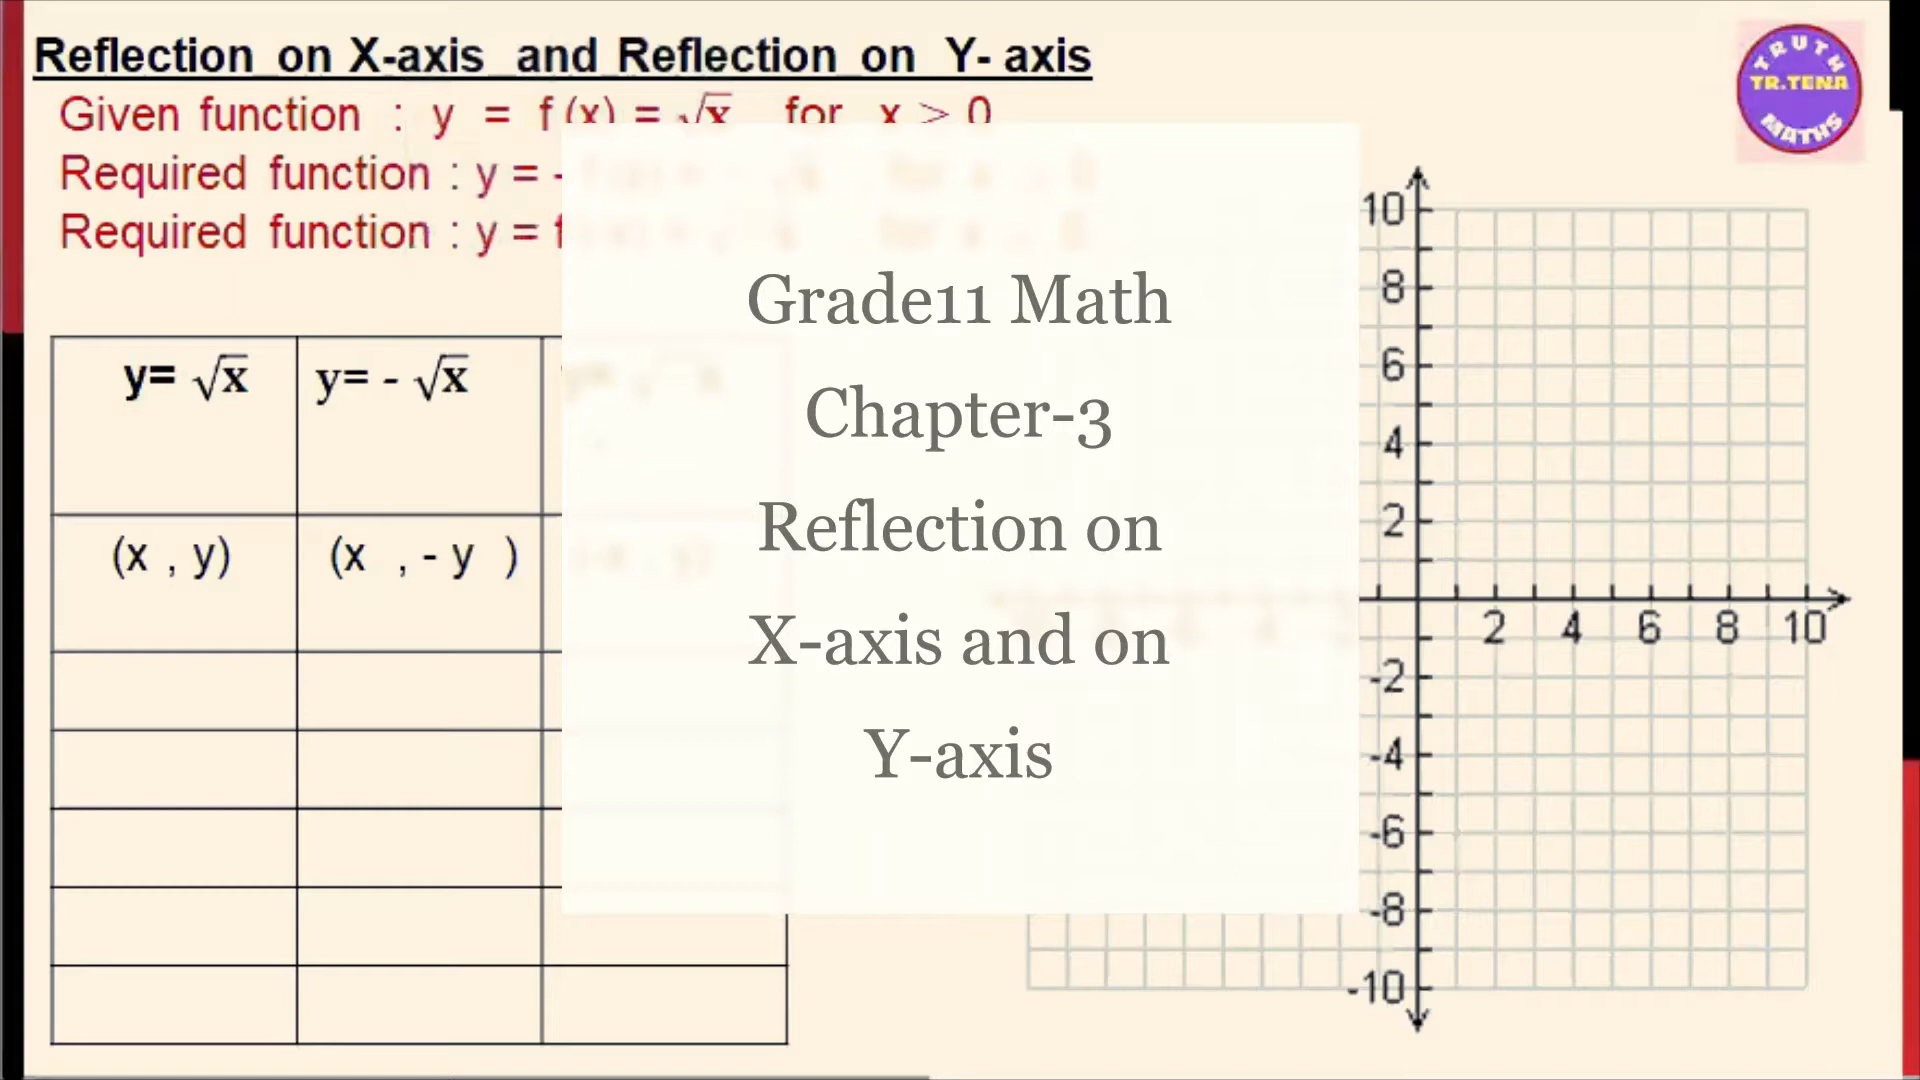 Reflection on X-axis and Reflection on Y- axis
TRUTH
TR.TENA
MATHS
Given function : y = f (x) = √x for x > 0
Required function : y = -
Required function : y = f
Grade11 Math
Chapter-3
Reflection on
X-axis and on
Y-axis
y= √x y= - √x
(x , y) (x , - y )
10
8
6
4
2
2 4 6 8 10
-2
-4
-6
-8
-10